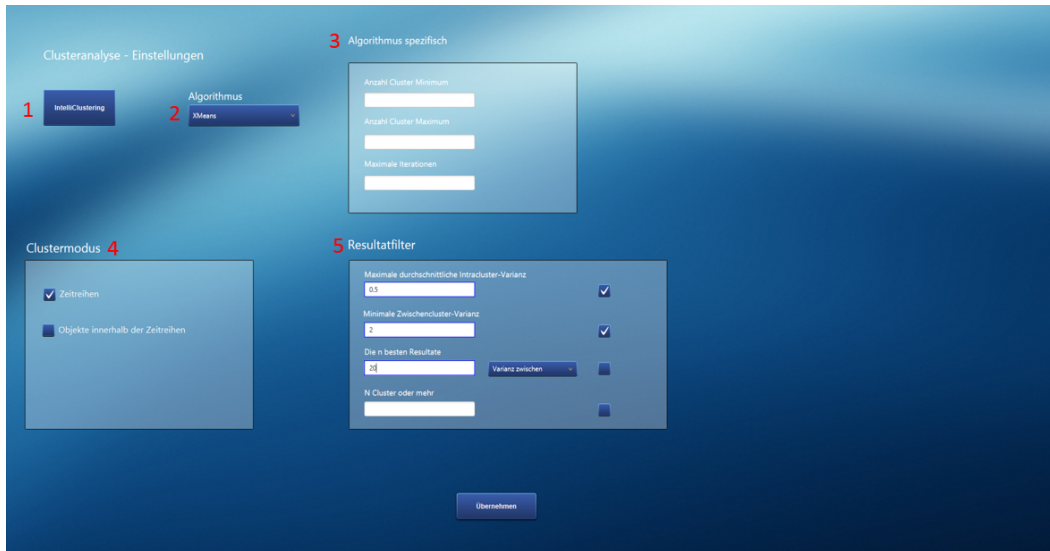 Clusteranalyse - Einstellungen
1
IntelliClustering
Algorithmus
2
XMeans
3 Algorithmus spezifisch
Anzahl Cluster Minimum
Anzahl Cluster Maximum
Maximale Iterationen
Clustermodus 4
Zeitreihen
Objekte innerhalb der Zeitreihen
5 Resultatfilter
Maximale durchschnittliche Intracluster-Varianz
0.5
Minimale Zwischencluster-Varianz
2
Die n besten Resultate
20 Varianz zwischen
N Cluster oder mehr
Übernehmen